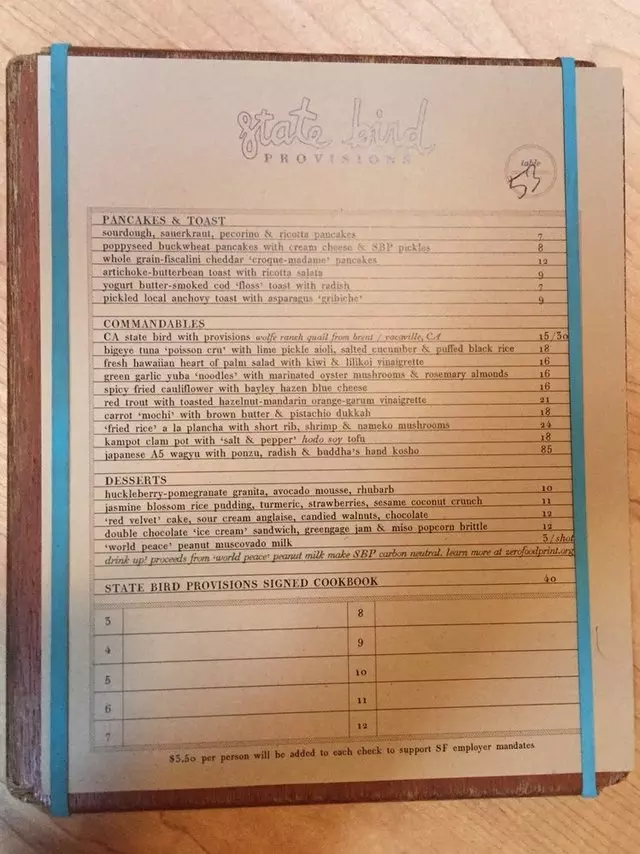 state bird
PROVISIONS
table
53
PANCAKES & TOAST
sourdough, sauerkraut, pecorino & ricotta pancakes 7
poppyseed buckwheat pancakes with cream cheese & SBP pickles 8
whole grain-fiscalini cheddar 'croque-madame' pancakes 12
artichoke-butterbean toast with ricotta salata 9
yogurt butter-smoked cod 'floss' toast with radish 7
pickled local anchovy toast with asparagus 'gribiche' 9
COMMANDABLES
CA state bird with provisions wolfe ranch quail from brent / vacaville, CA 15/30
bigeye tuna 'poisson cru' with lime pickle aioli, salted cucumber & puffed black rice 18
fresh hawaiian heart of palm salad with kiwi & lilikoi vinaigrette 16
green garlic yuba 'noodles' with marinated oyster mushrooms & rosemary almonds 16
spicy fried cauliflower with bayley hazen blue cheese 16
red trout with toasted hazelnut-mandarin orange-garum vinaigrette 21
carrot 'mochi' with brown butter & pistachio dukkah 18
'fried rice' a la plancha with short rib, shrimp & nameko mushrooms 24
kampot clam pot with 'salt & pepper' hodo soy tofu 18
japanese A5 wagyu with ponzu, radish & buddha's hand kosho 85
DESSERTS
huckleberry-pomegranate granita, avocado mousse, rhubarb 10
jasmine blossom rice pudding, turmeric, strawberries, sesame coconut crunch 11
'red velvet' cake, sour cream anglaise, candied walnuts, chocolate 12
double chocolate 'ice cream' sandwich, greengage jam & miso popcorn brittle 12
'world peace' peanut muscovado milk 3/shot
drink up! proceeds from 'world peace' peanut milk make SBP carbon neutral. learn more at zerofoodprint.org
STATE BIRD PROVISIONS SIGNED COOKBOOK 40
3 8
4 9
5 10
6 11
7 12
$3.50 per person will be added to each check to support SF employer mandates